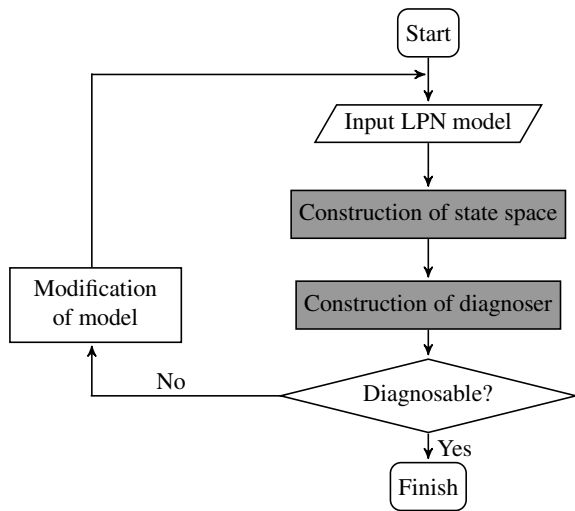 Start
Input LPN model
Construction of state space
Modification
of model
Construction of diagnoser
Diagnosable?
No
Yes
Finish